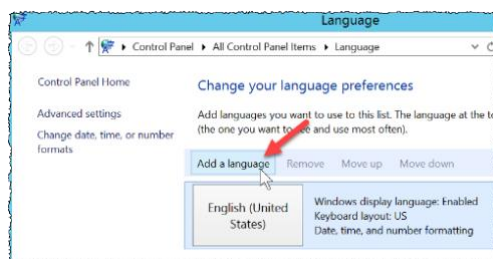 Language
Control Panel ▸ All Control Panel Items ▸ Language
Control Panel Home
Change your language preferences
Advanced settings
Change date, time, or number
formats
Add languages you want to use to this list. The language at the to
(the one you want to see and use most often).
Add a language Remove Move up Move down
English (United
States)
Windows display language: Enabled
Keyboard layout: US
Date, time, and number formatting